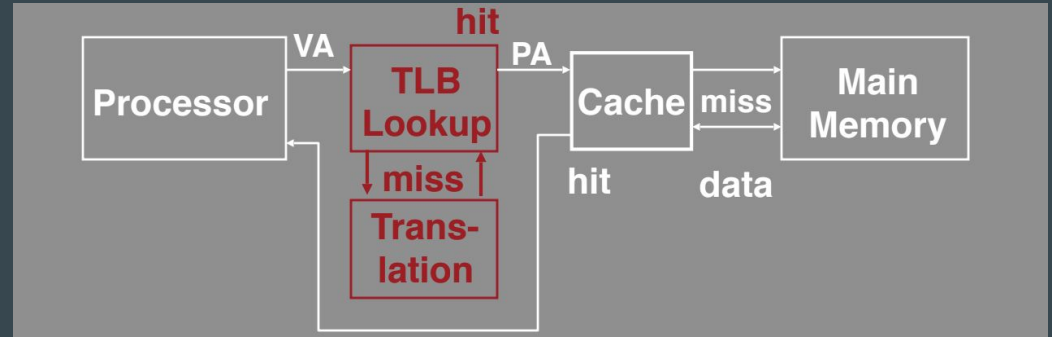 hit
VA
PA
Processor
TLB
Lookup
Cache
miss
Main
Memory
miss
hit
data
Trans-
lation